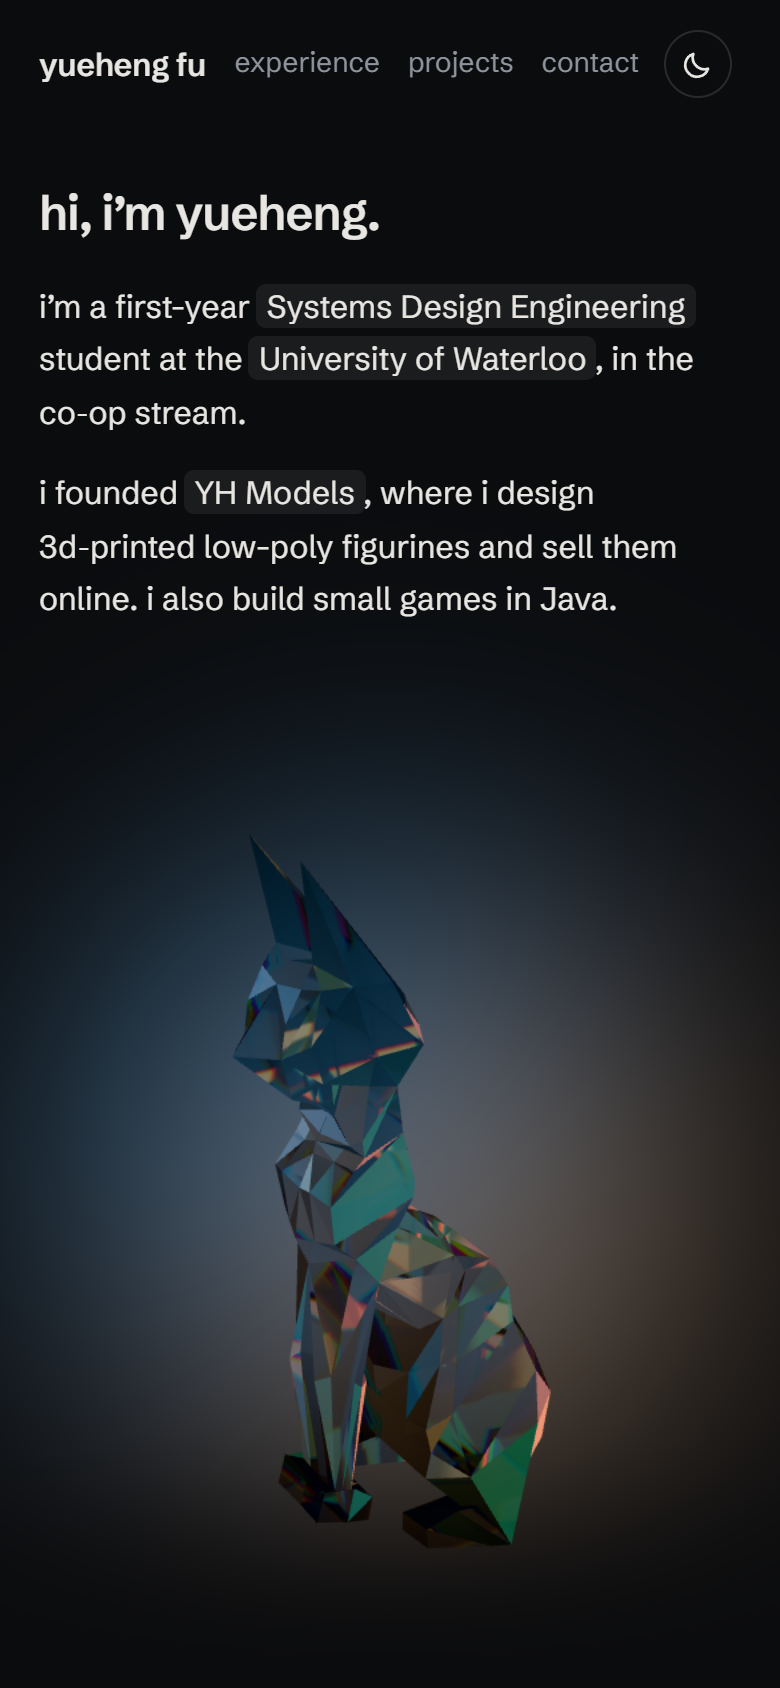 yueheng fu experience projects contact
hi, i’m yueheng.
i’m a first-year Systems Design Engineering
student at the University of Waterloo, in the
co-op stream.
i founded YH Models, where i design
3d-printed low-poly figurines and sell them
online. i also build small games in Java.